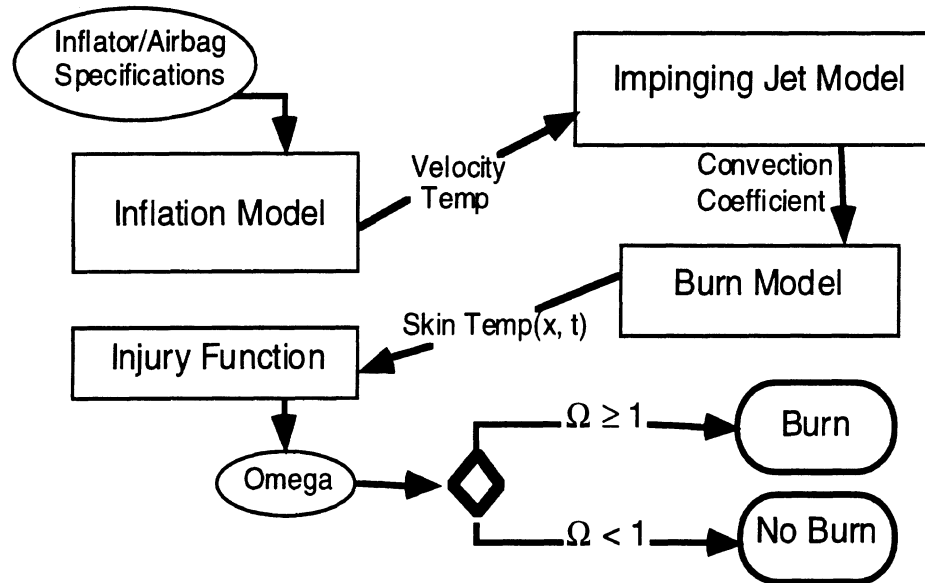 Inflator/Airbag
Specifications
Impinging Jet Model
Velocity
Temp
Convection
Coefficient
Inflation Model
Burn Model
Skin Temp(x, t)
Injury Function
Ω ≥ 1
Burn
Omega
Ω < 1
No Burn